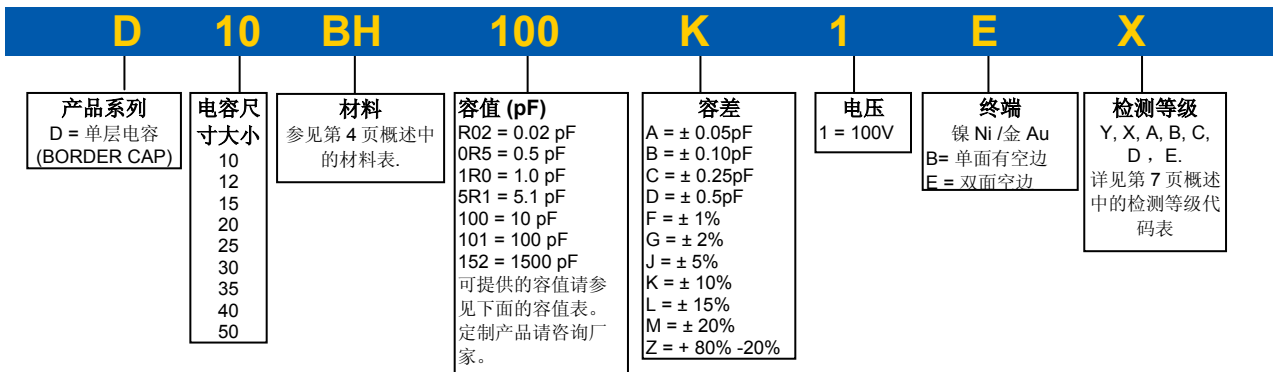 D 10 BH 100 K 1 E X
产品系列
D = 单层电容
(BORDER CAP)
电容尺
寸大小
10
12
15
20
25
30
35
40
50
材料
参见第 4 页概述中
的材料表.
容值 (pF)
R02 = 0.02 pF
0R5 = 0.5 pF
1R0 = 1.0 pF
5R1 = 5.1 pF
100 = 10 pF
101 = 100 pF
152 = 1500 pF
可提供的容值请参
见下面的容值表。
定制产品请咨询厂
家。
容差
A = ± 0.05pF
B = ± 0.10pF
C = ± 0.25pF
D = ± 0.5pF
F = ± 1%
G = ± 2%
J = ± 5%
K = ± 10%
L = ± 15%
M = ± 20%
Z = + 80% -20%
电压
1 = 100V
终端
镍 Ni /金 Au
B= 单面有空边
E = 双面空边
检测等级
Y, X, A, B, C,
D ，E.
详见第 7 页概述
中的检测等级代
码表